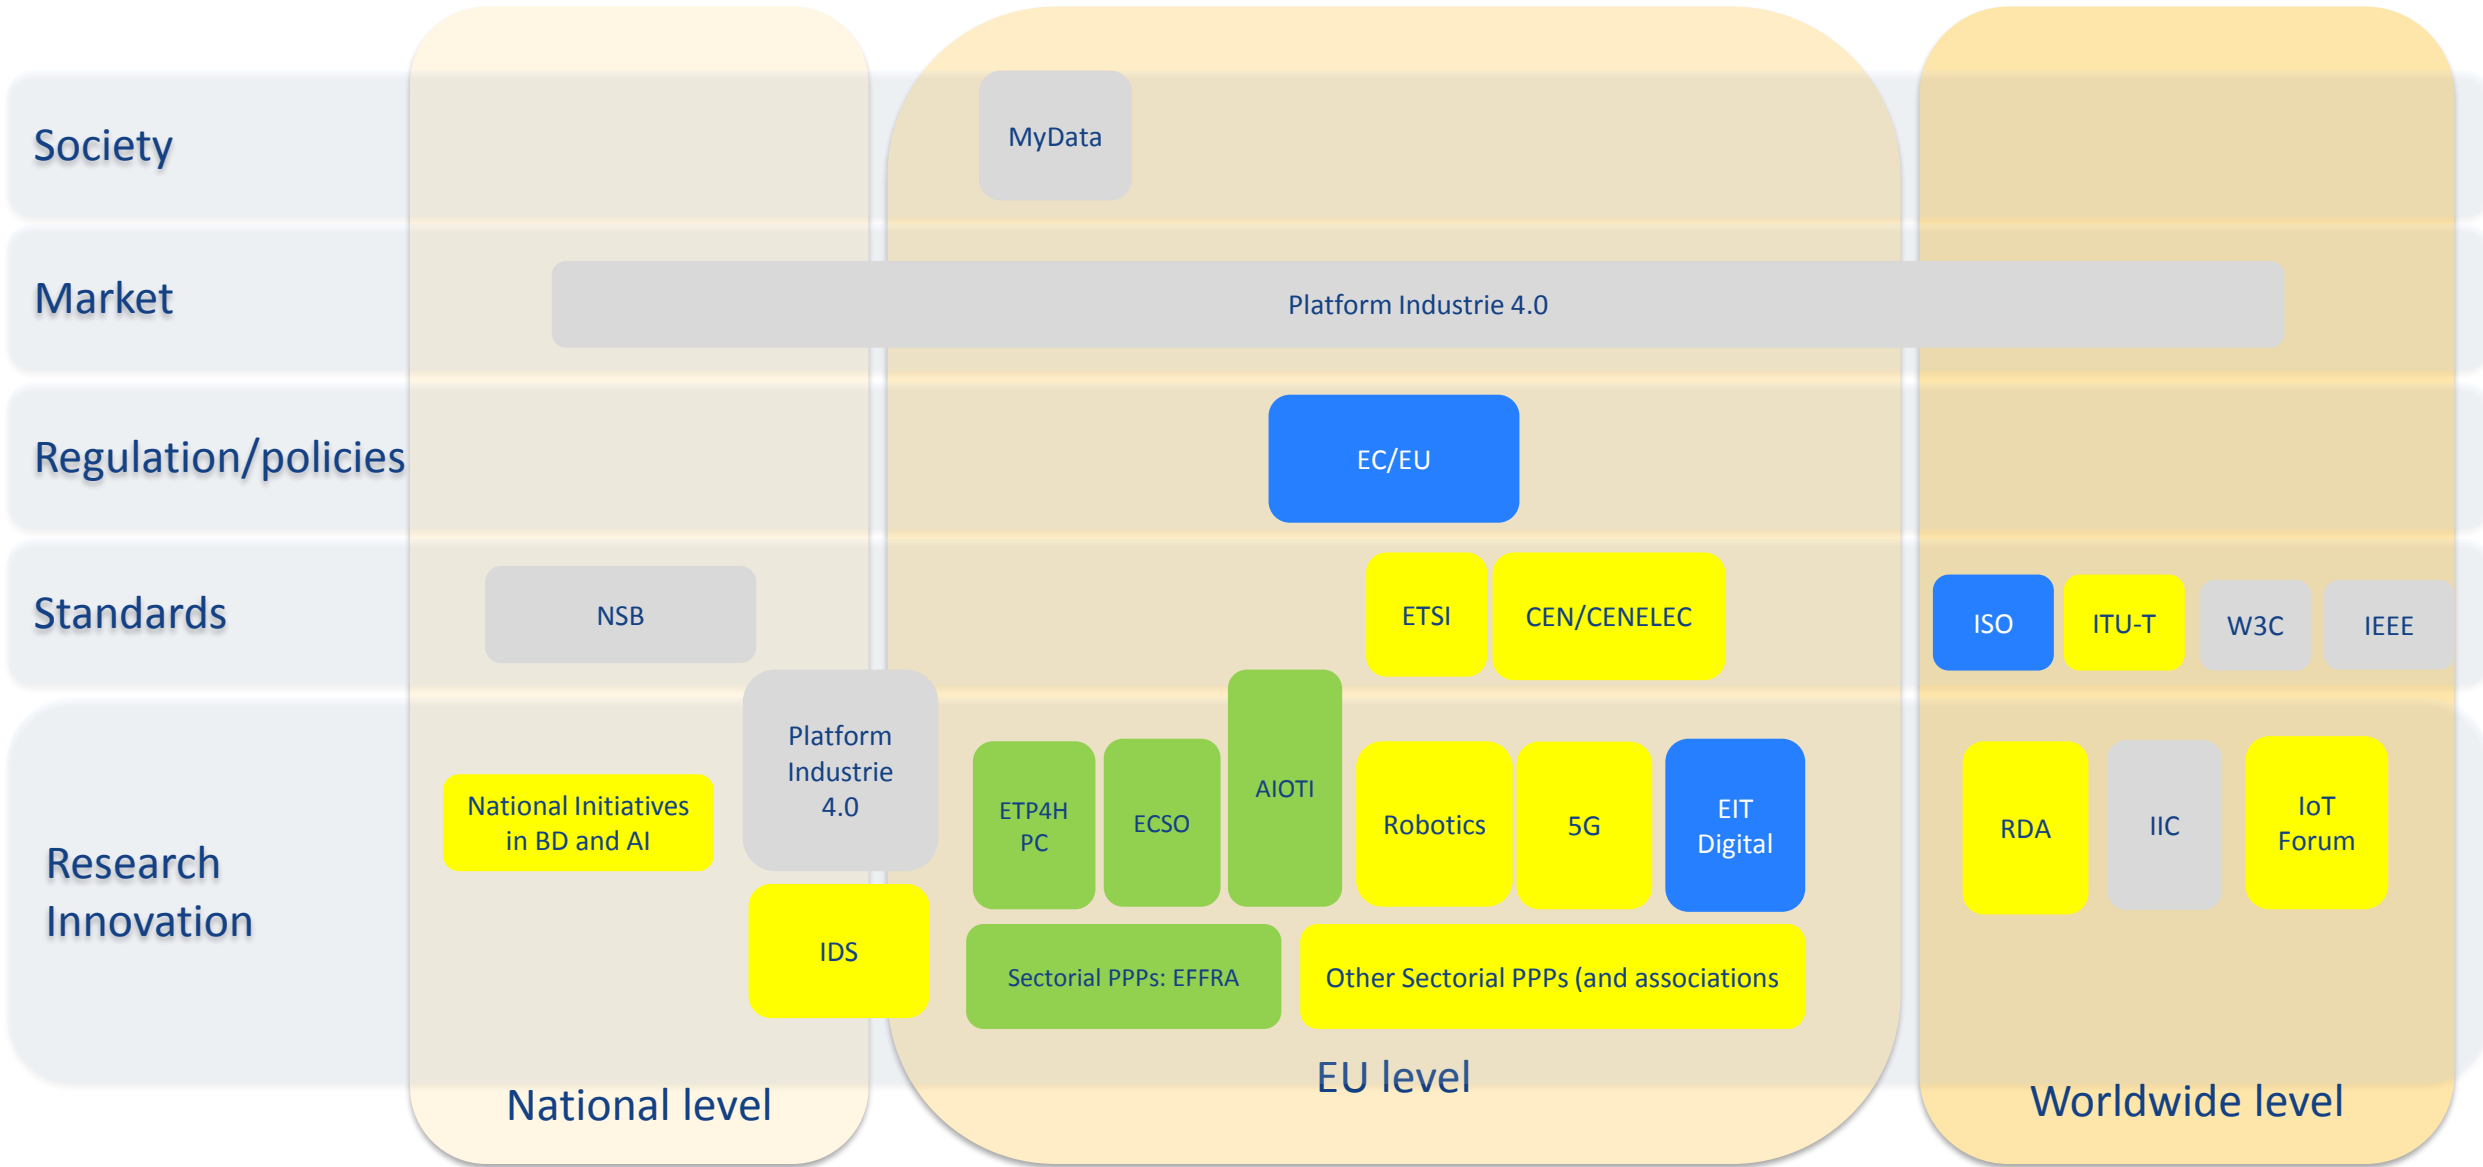 Society
MyData
Market
Platform Industrie 4.0
Regulation/policies
EC/EU
Standards
NSB
ETSI
CEN/CENELEC
ISO
ITU-T
W3C
IEEE
Research
Innovation
National Initiatives
in BD and AI
Platform
Industrie
4.0
IDS
ETP4H
PC
ECSO
AIOTI
Robotics
5G
EIT
Digital
RDA
IIC
IoT
Forum
Sectorial PPPs: EFFRA
Other Sectorial PPPs (and associations
National level
EU level
Worldwide level